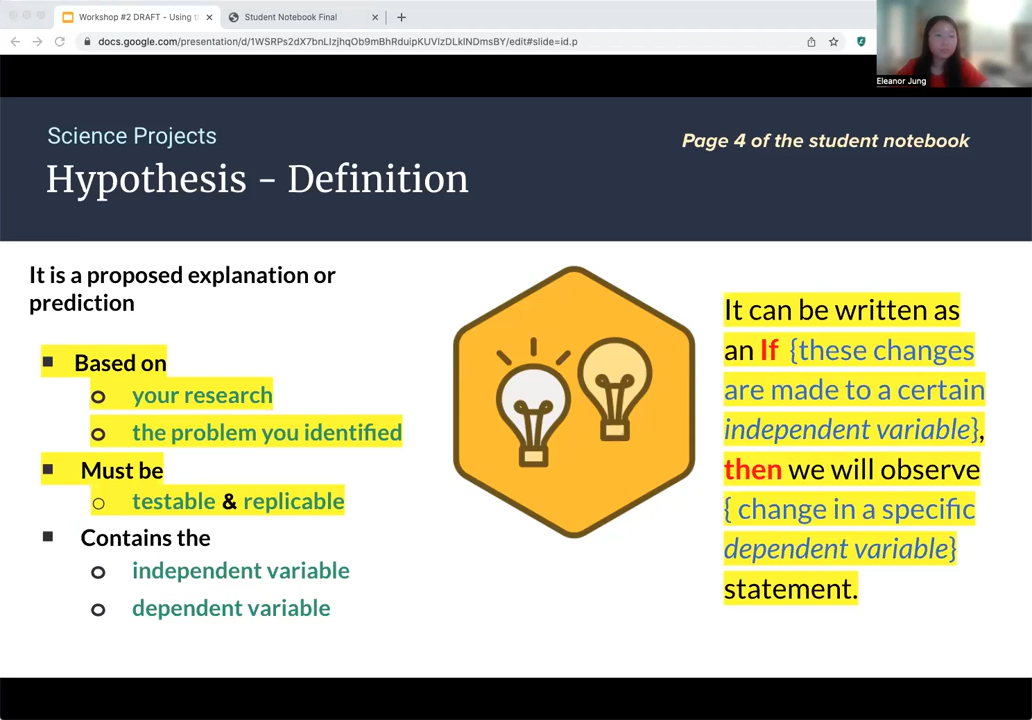 Workshop #2 DRAFT - Using t
Student Notebook Final
docs.google.com/presentation/d/1WSRPs2dX7bnLIzjhqOb9mBhRduipKUVlzDLklNDmsBY/edit#slide=id.p
Eleanor Jung
Science Projects
Page 4 of the student notebook
Hypothesis - Definition
It is a proposed explanation or
prediction
Based on
your research
the problem you identified
Must be
testable & replicable
Contains the
independent variable
dependent variable
It can be written as
an If {these changes
are made to a certain
independent variable},
then we will observe
{ change in a specific
dependent variable}
statement.